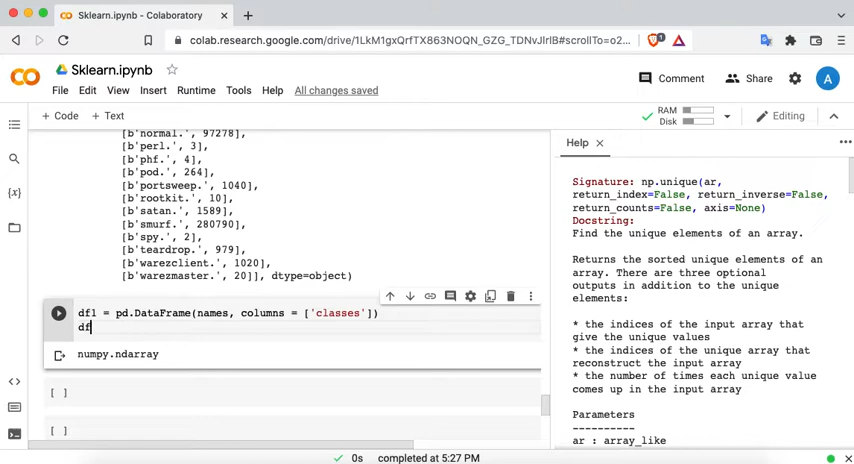 Sklearn.ipynb - Colaboratory
colab.research.google.com/drive/1LkM1gxQrfTX863NOQN_GZG_TDNvJIrlB#scrollTo=o2...
1
Sklearn.ipynb
Comment
Share
A
File Edit View Insert Runtime Tools Help All changes saved
+ Code + Text
RAM
Disk
Editing
[b'normal.', 97278],
[b'perl.', 3],
[b'phf.', 4],
[b'pod.', 264],
[b'portsweep.', 1040],
[b'rootkit.', 10],
[b'satan.', 1589],
[b'smurf.', 280790],
[b'spy.', 2],
[b'teardrop.', 979],
[b'warezclient.', 1020],
[b'warezmaster.', 20]], dtype=object)
df1 = pd.DataFrame(names, columns = ['classes'])
df
numpy.ndarray
[ ]
[ ]
Help
Signature: np.unique(ar,
return_index=False, return_inverse=False,
return_counts=False, axis=None)
Docstring:
Find the unique elements of an array.
Returns the sorted unique elements of an
array. There are three optional
outputs in addition to the unique
elements:
* the indices of the input array that
give the unique values
* the indices of the unique array that
reconstruct the input array
* the number of times each unique value
comes up in the input array
Parameters
----------
ar : array_like
0s completed at 5:27 PM